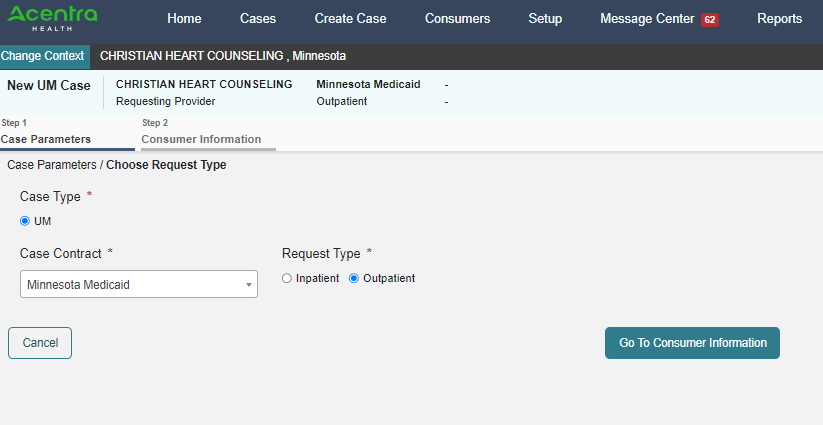 Acentra
HEALTH
Home Cases Create Case Consumers Setup Message Center 62 Reports
Change Context CHRISTIAN HEART COUNSELING , Minnesota
New UM Case CHRISTIAN HEART COUNSELING Minnesota Medicaid -
Requesting Provider Outpatient -
Step 1 Step 2
Case Parameters Consumer Information
Case Parameters / Choose Request Type
Case Type *
UM
Case Contract * Request Type *
Minnesota Medicaid Inpatient Outpatient
Cancel Go To Consumer Information